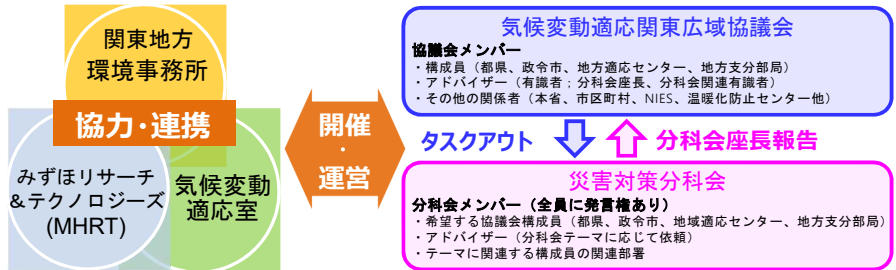 関東地方
環境事務所
協力・連携
みずほリサーチ
&テクノロジーズ
(MHRT)
気候変動
適応室
開催
・
運営
気候変動適応関東広域協議会
協議会メンバー
・構成員（都県、政令市、地方適応センター、地方支分部局）
・アドバイザー（有識者；分科会座長、分科会関連有識者）
・その他の関係者（本省、市区町村、NIES、温暖化防止センター他）
タスクアウト
分科会座長報告
災害対策分科会
分科会メンバー（全員に発言権あり）
・希望する協議会構成員（都県、政令市、地域適応センター、地方支分部局）
・アドバイザー（分科会テーマに応じて依頼）
・テーマに関連する構成員の関連部署